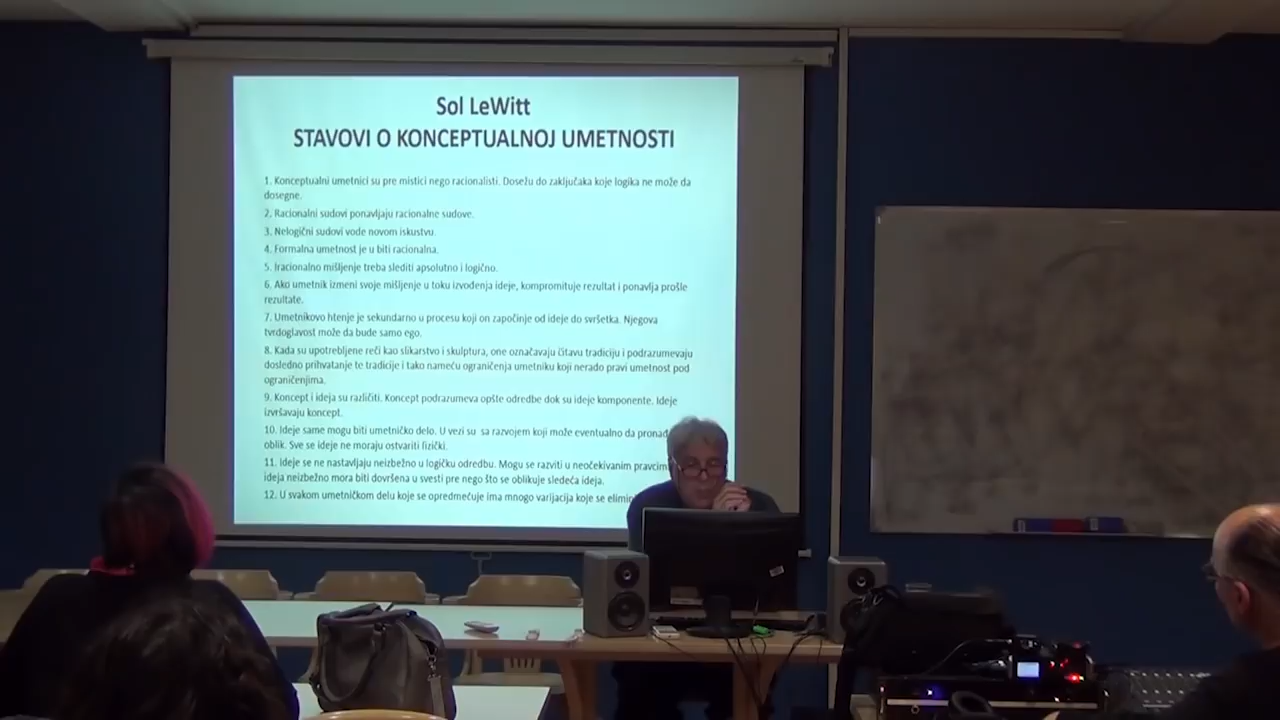 Sol LeWitt
STAVOVI O KONCEPTUALNOJ UMETNOSTI
1. Konceptualni umetnici su pre mistici nego racionalisti. Dosežu do zaključaka koje logika ne može da
dosegne.
2. Racionalni sudovi ponavljaju racionalne sudove.
3. Nelogični sudovi vode novom iskustvu.
4. Formalna umetnost je u biti racionalna.
5. Iracionalno mišljenje treba slediti apsolutno i logično.
6. Ako umetnik izmeni svoje mišljenje u toku izvođenja ideje, kompromituje rezultat i ponavlja prošle
rezultate.
7. Umetnikovo htenje je sekundarno u procesu koji on započinje od ideje do svršetka. Njegova
tvrdoglavost može da bude samo ego.
8. Kada su upotrebljene reči kao slikarstvo i skulptura, one označavaju čitavu tradiciju i podrazumevaju
dosledno prihvatanje te tradicije i tako nameću ograničenja umetniku koji nerado pravi umetnost pod
ograničenjima.
9. Koncept i ideja su različiti. Koncept podrazumeva opšte odredbe dok su ideje komponente. Ideje
izvršavaju koncept.
10. Ideje same mogu biti umetničko delo. U vezi su sa razvojem koji može eventualno da
oblik. Sve se ideje ne moraju ostvariti fizički.
11. Ideje se ne nastavljaju neizbežno u logičku odredbu. Mogu se razviti u neočekivanim
ideja neizbežno mora biti dovršena u svesti pre nego što se oblikuje sledeća ideja.
12. U svakom umetničkom delu koje se opredmećuje ima mnogo varijacija koje se